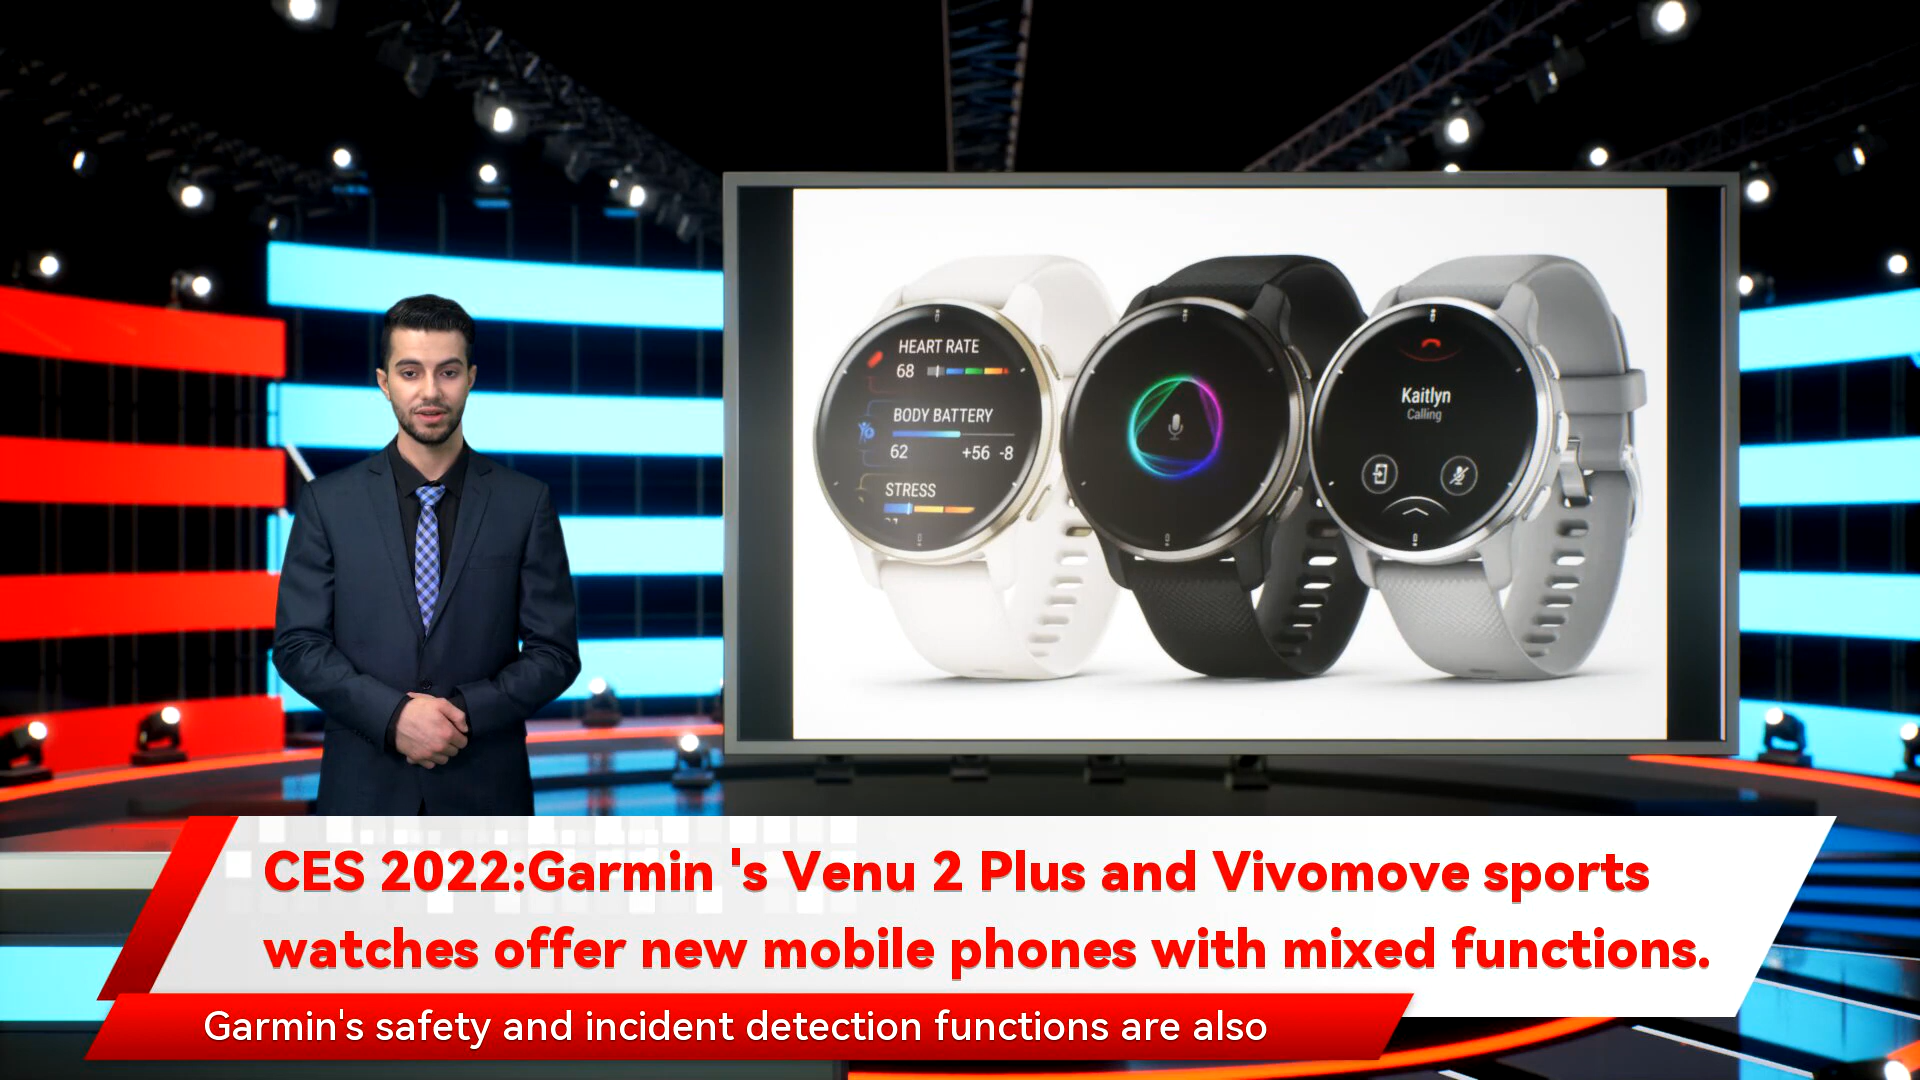 HEART RATE
68
BODY BATTERY
62 +56 -8
STRESS
Kaitlyn
Calling
CES 2022:Garmin 's Venu 2 Plus and Vivomove sports
watches offer new mobile phones with mixed functions.
Garmin's safety and incident detection functions are also